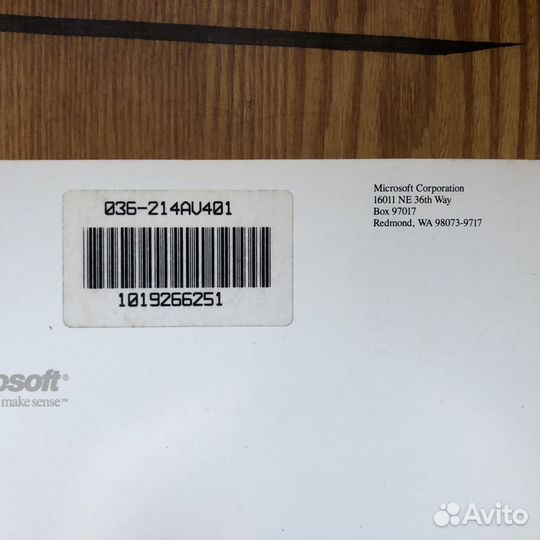 036-214AV401
1019266251
Microsoft Corporation
16011 NE 36th Way
Box 97017
Redmond, WA 98073-9717
osoft®
make sense™
Avito